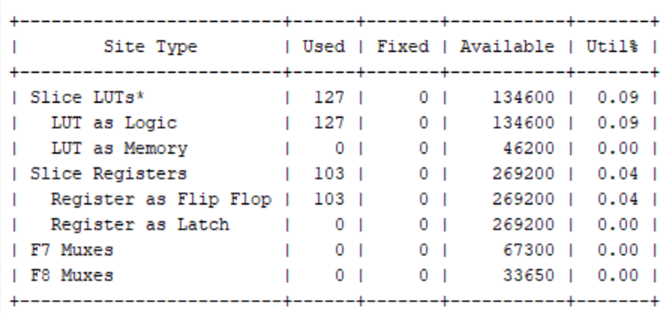 +----------------------------+------+-------+-----------+-------+
|          Site Type         | Used | Fixed | Available | Util% |
+----------------------------+------+-------+-----------+-------+
| Slice LUTs*                |  127 |     0 |    134600 |  0.09 |
|   LUT as Logic             |  127 |     0 |    134600 |  0.09 |
|   LUT as Memory            |    0 |     0 |     46200 |  0.00 |
| Slice Registers            |  103 |     0 |    269200 |  0.04 |
|   Register as Flip Flop    |  103 |     0 |    269200 |  0.04 |
|   Register as Latch        |    0 |     0 |    269200 |  0.00 |
| F7 Muxes                   |    0 |     0 |     67300 |  0.00 |
| F8 Muxes                   |    0 |     0 |     33650 |  0.00 |
+----------------------------+------+-------+-----------+-------+